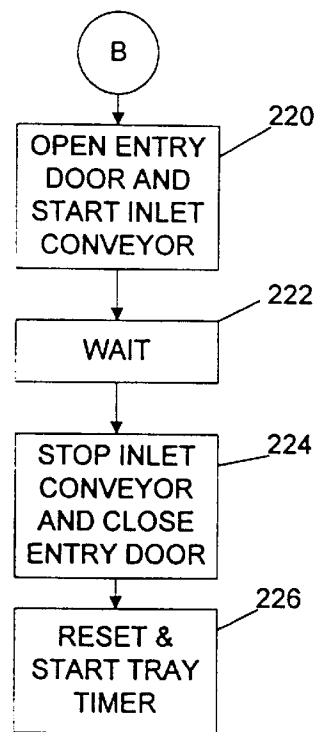 B
220
OPEN ENTRY
DOOR AND
START INLET
CONVEYOR
222
WAIT
224
STOP INLET
CONVEYOR
AND CLOSE
ENTRY DOOR
226
RESET &
START TRAY
TIMER